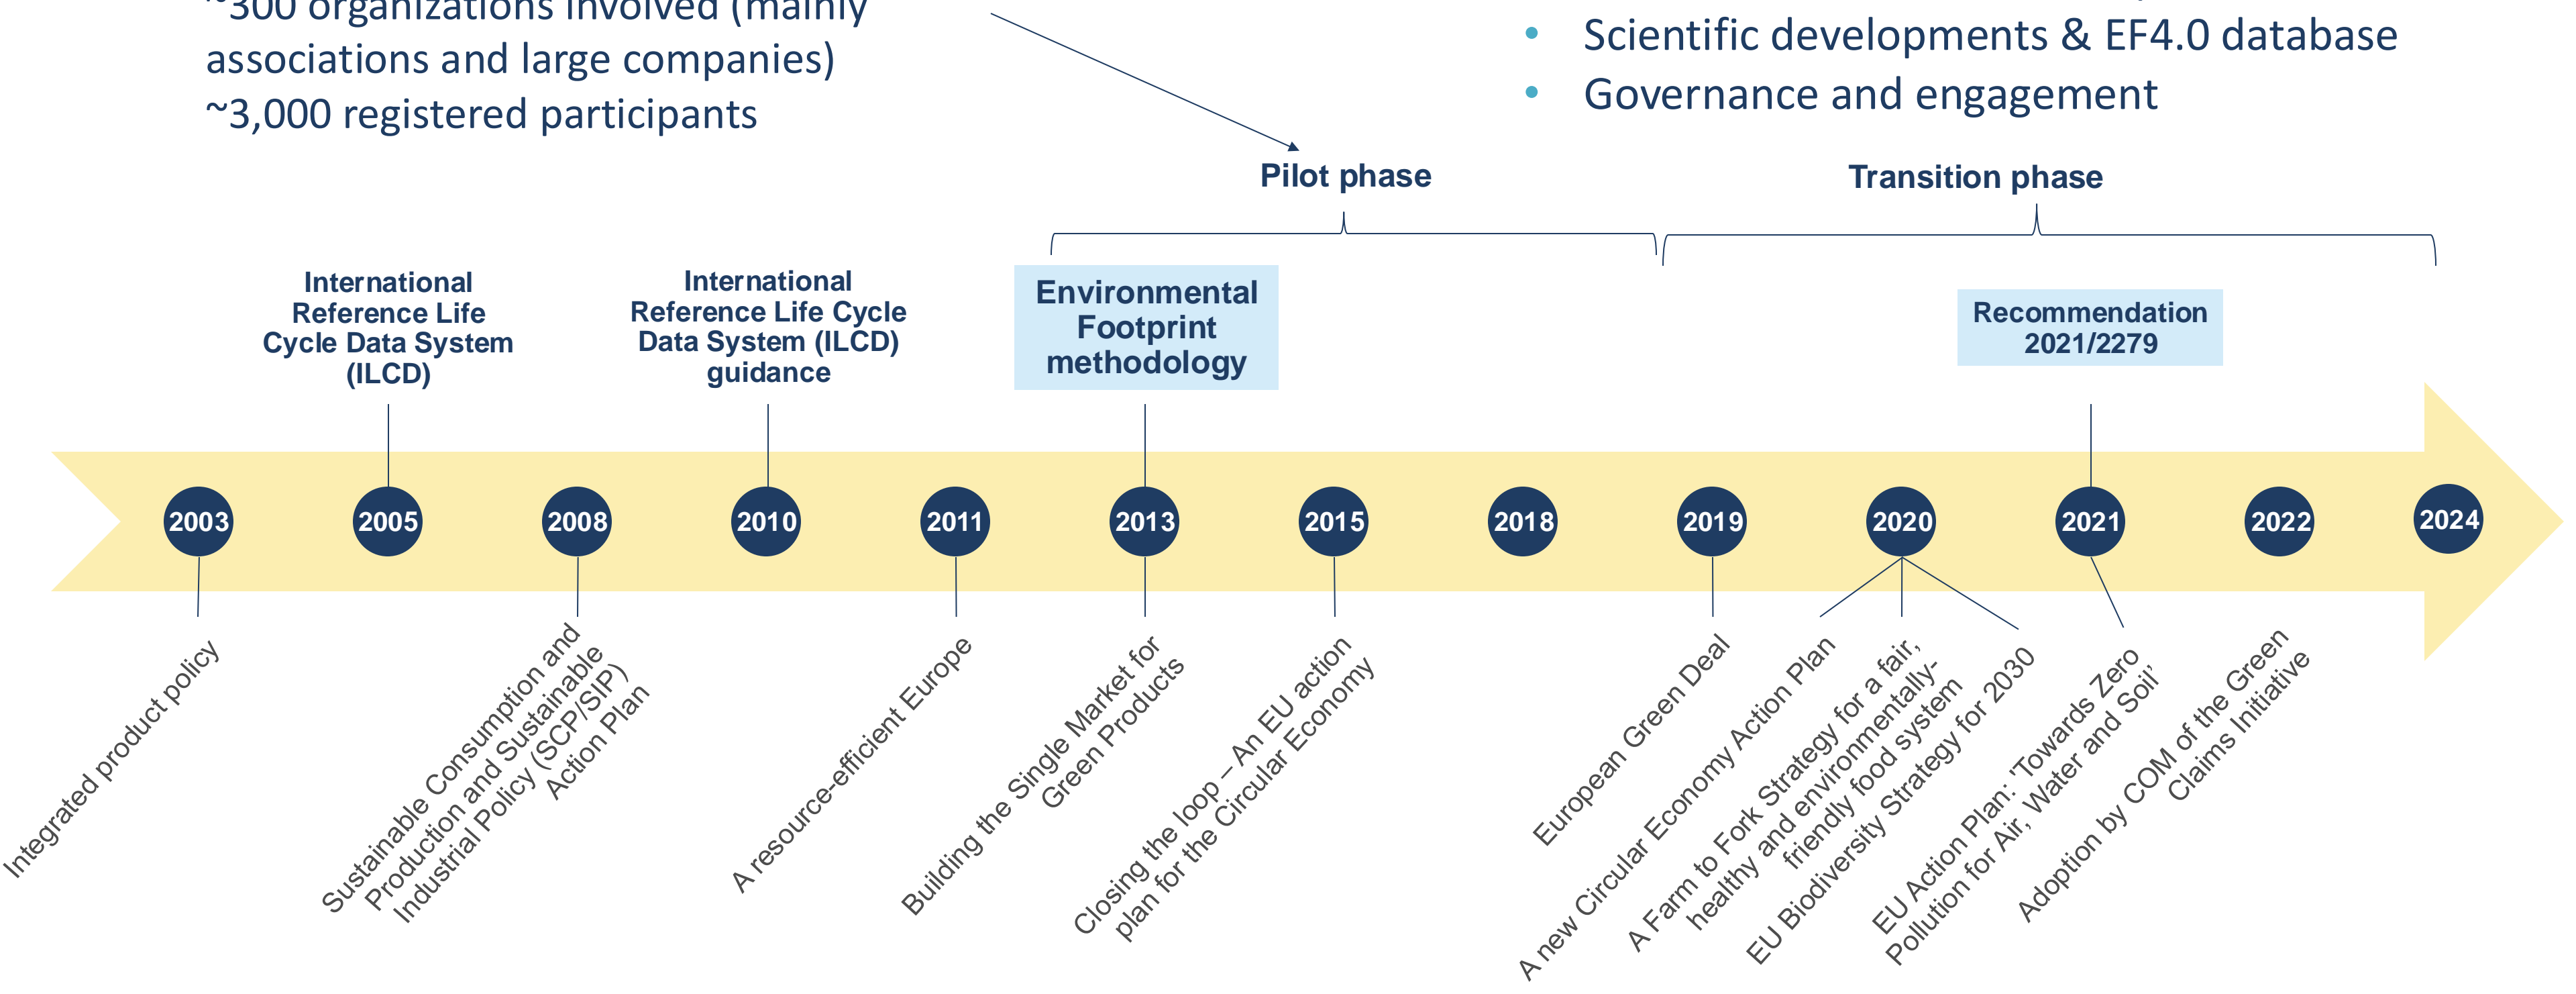 ~300 organizations involved (mainly
associations and large companies)
~3,000 registered participants
• Scientific developments & EF4.0 database
• Governance and engagement
Pilot phase
Transition phase
International
Reference Life
Cycle Data System
(ILCD)
International
Reference Life Cycle
Data System (ILCD)
guidance
Environmental
Footprint
methodology
Recommendation
2021/2279
2003
2005
2008
2010
2011
2013
2015
2018
2019
2020
2021
2022
2024
Integrated product policy
Sustainable Consumption and
Production and Sustainable
Industrial Policy (SCP/SIP)
Action Plan
A resource-efficient Europe
Building the Single Market for
Green Products
Closing the loop – An EU action
plan for the Circular Economy
European Green Deal
A new Circular Economy Action Plan
A Farm to Fork Strategy for a fair,
healthy and environmentally-
friendly food system
EU Biodiversity Strategy for 2030
EU Action Plan: 'Towards Zero
Pollution for Air, Water and Soil’
Adoption by COM of the Green
Claims Initiative